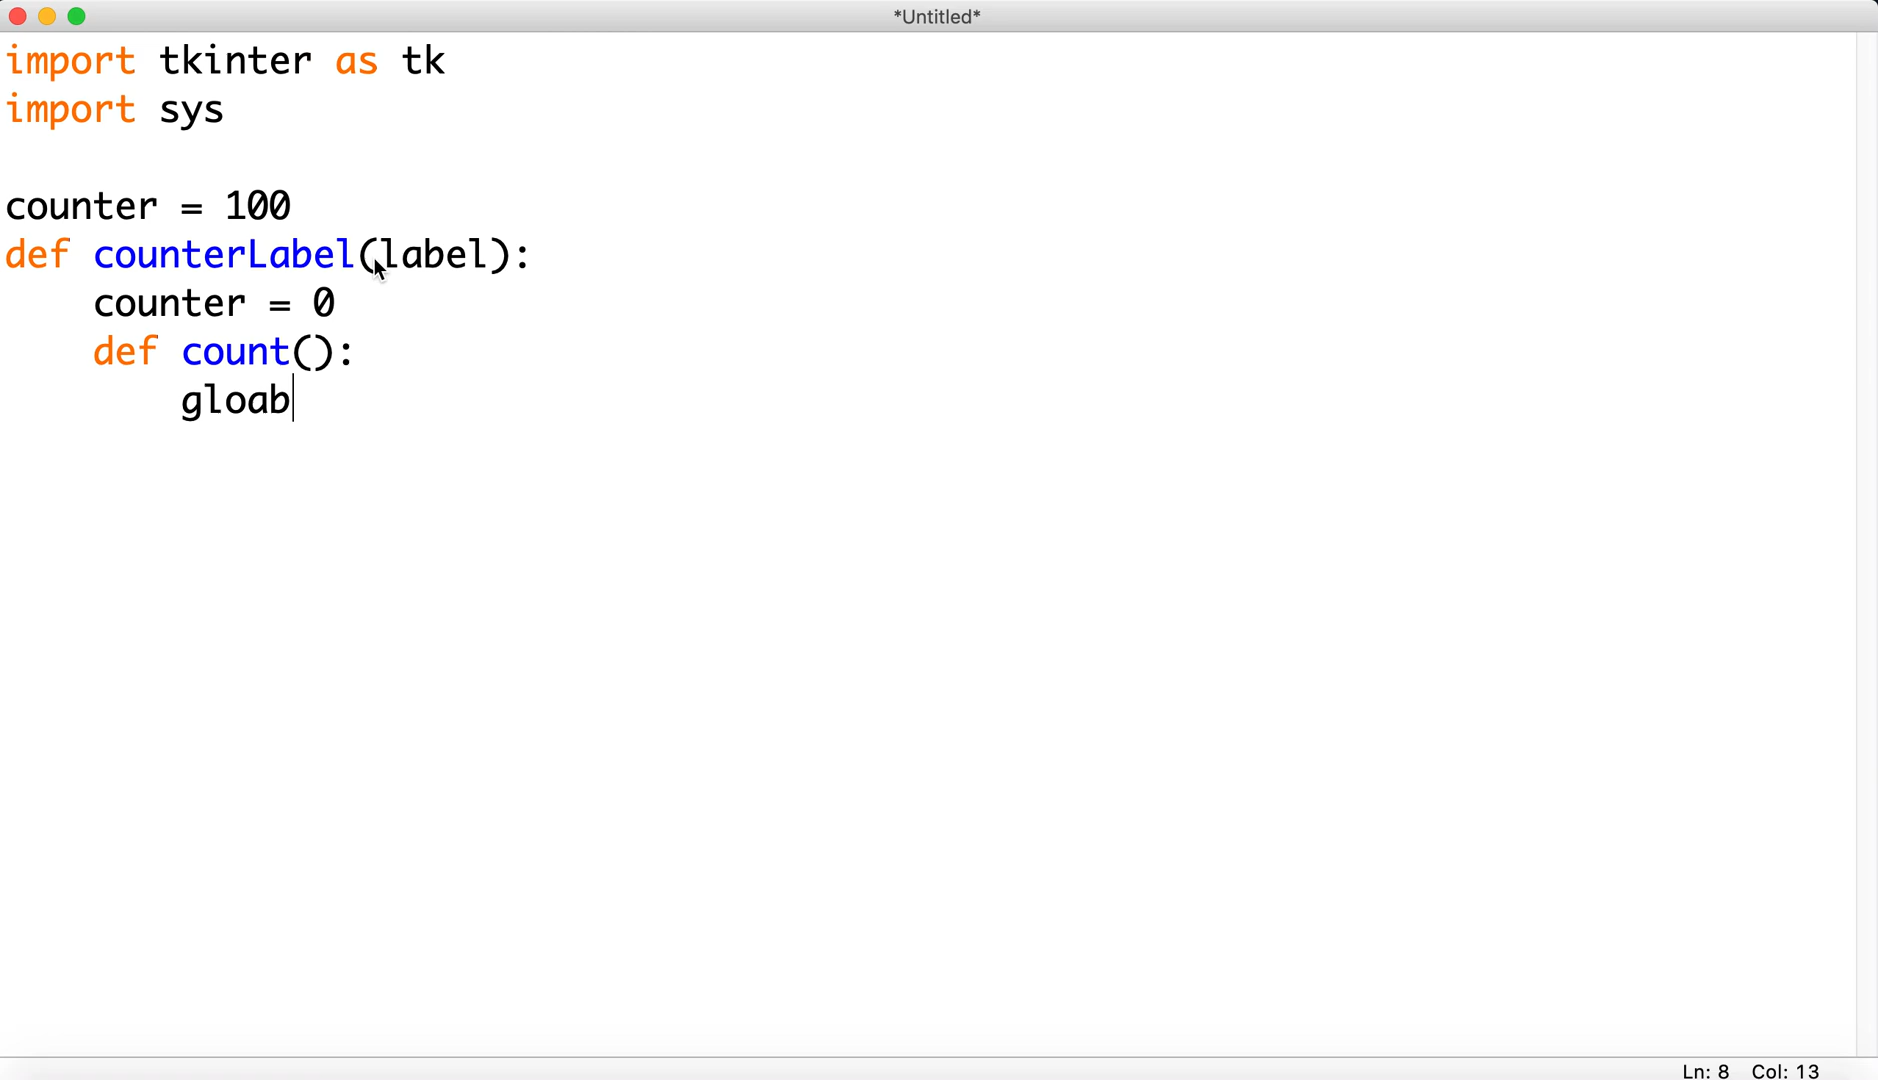 *Untitled*
import tkinter as tk
import sys
counter = 100
def counterLabel(label):
    counter = 0
    def count():
        gloab
Ln: 8 Col: 13